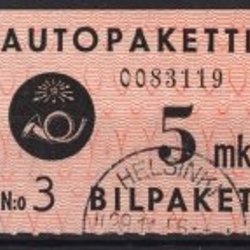 AUTOPAKETTI
0083119
5 mk
N:o 3
BILPAKET
HELSINKI